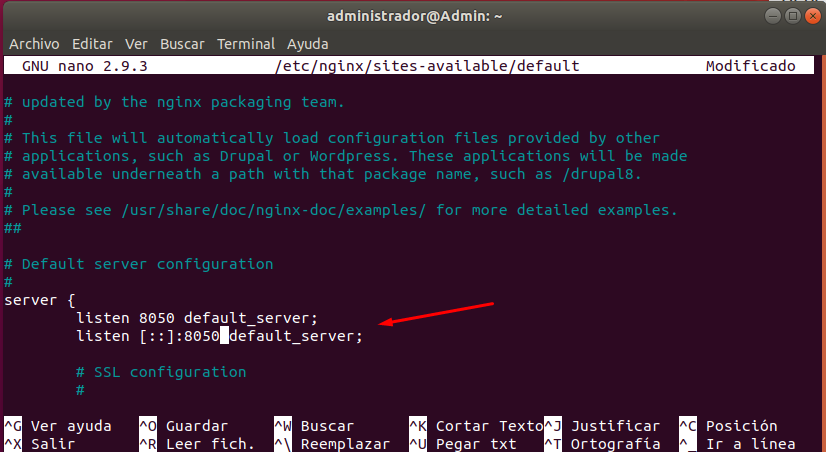 administrador@Admin: ~
Archivo Editar Ver Buscar Terminal Ayuda
GNU nano 2.9.3 /etc/nginx/sites-available/default Modificado
# updated by the nginx packaging team.
#
# This file will automatically load configuration files provided by other
# applications, such as Drupal or Wordpress. These applications will be made
# available underneath a path with that package name, such as /drupal8.
#
# Please see /usr/share/doc/nginx-doc/examples/ for more detailed examples.
##
# Default server configuration
#
server {
listen 8050 default_server;
listen [::]:8050 default_server;
# SSL configuration
#
^G Ver ayuda ^O Guardar ^W Buscar ^K Cortar Texto ^J Justificar ^C Posición
^X Salir ^R Leer fich. ^\ Reemplazar ^U Pegar txt ^T Ortografía ^_ Ir a línea